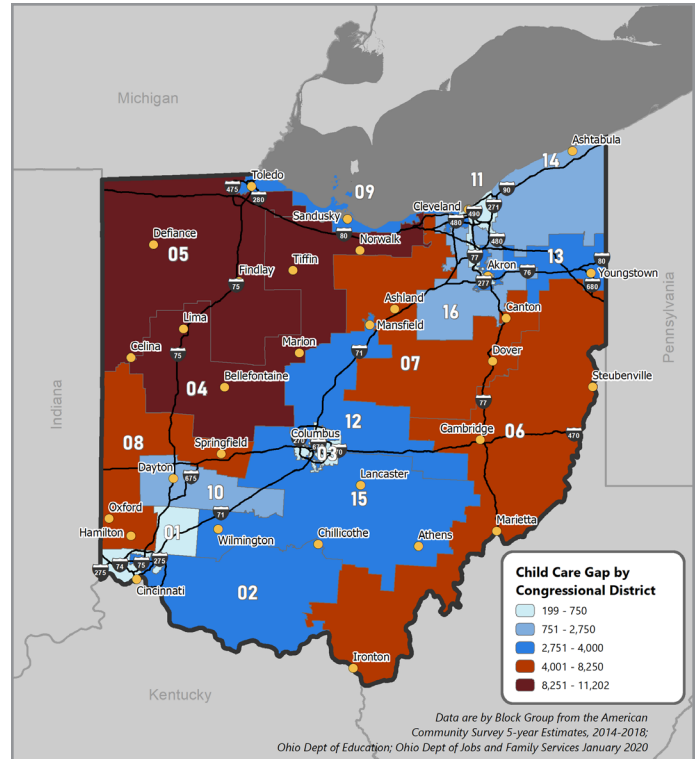 Michigan
Ashtabula
14
11
90
Toledo
475
280
09
Cleveland
490
271
480
Sandusky
80
Norwalk
480
Defiance
05
77
13
80
Findlay
Tiffin
Akron
76
Youngstown
277
680
75
Ashland
16
Canton
Lima
Mansfield
Pennsylvania
75
Marion
71
07
Dover
Celina
Bellefontaine
04
Steubenville
Indiana
77
12
08
Columbus
Cambridge
06
470
Springfield
270
70
03
Dayton
675
Lancaster
10
15
Oxford
71
Marietta
Hamilton
01
Wilmington
Chillicothe
Athens
275
74
75
275
Cincinnati
02
Ironton
Kentucky
Child Care Gap by
Congressional District
199 - 750
751 - 2,750
2,751 - 4,000
4,001 - 8,250
8,251 - 11,202
Data are by Block Group from the American
Community Survey 5-year Estimates, 2014-2018;
Ohio Dept of Education; Ohio Dept of Jobs and Family Services January 2020